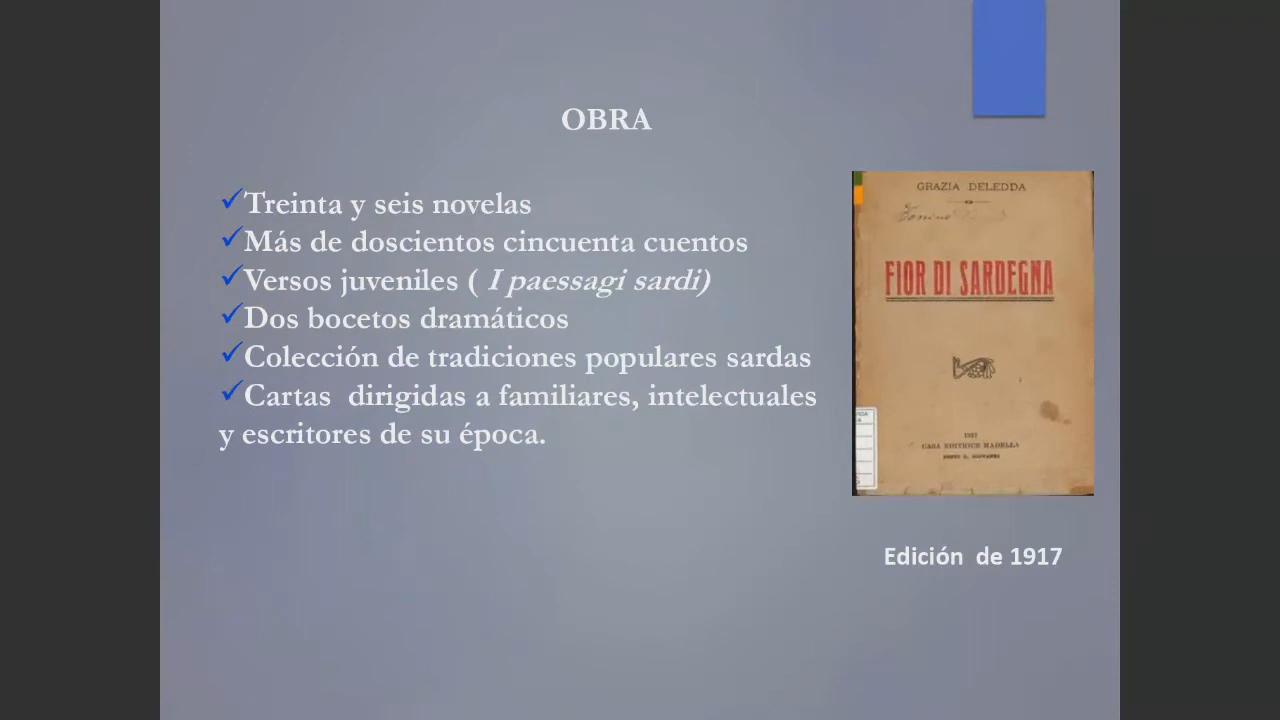 OBRA
Treinta y seis novelas
Más de doscientos cincuenta cuentos
Versos juveniles ( I paessagi sardi)
Dos bocetos dramáticos
Colección de tradiciones populares sardas
Cartas dirigidas a familiares, intelectuales
y escritores de su época.
GRAZIA DELEDDA
FIOR DI SARDEGNA
1917
CASA EDITRICE MADELLA
SESTO S. GIOVANNI
Edición de 1917